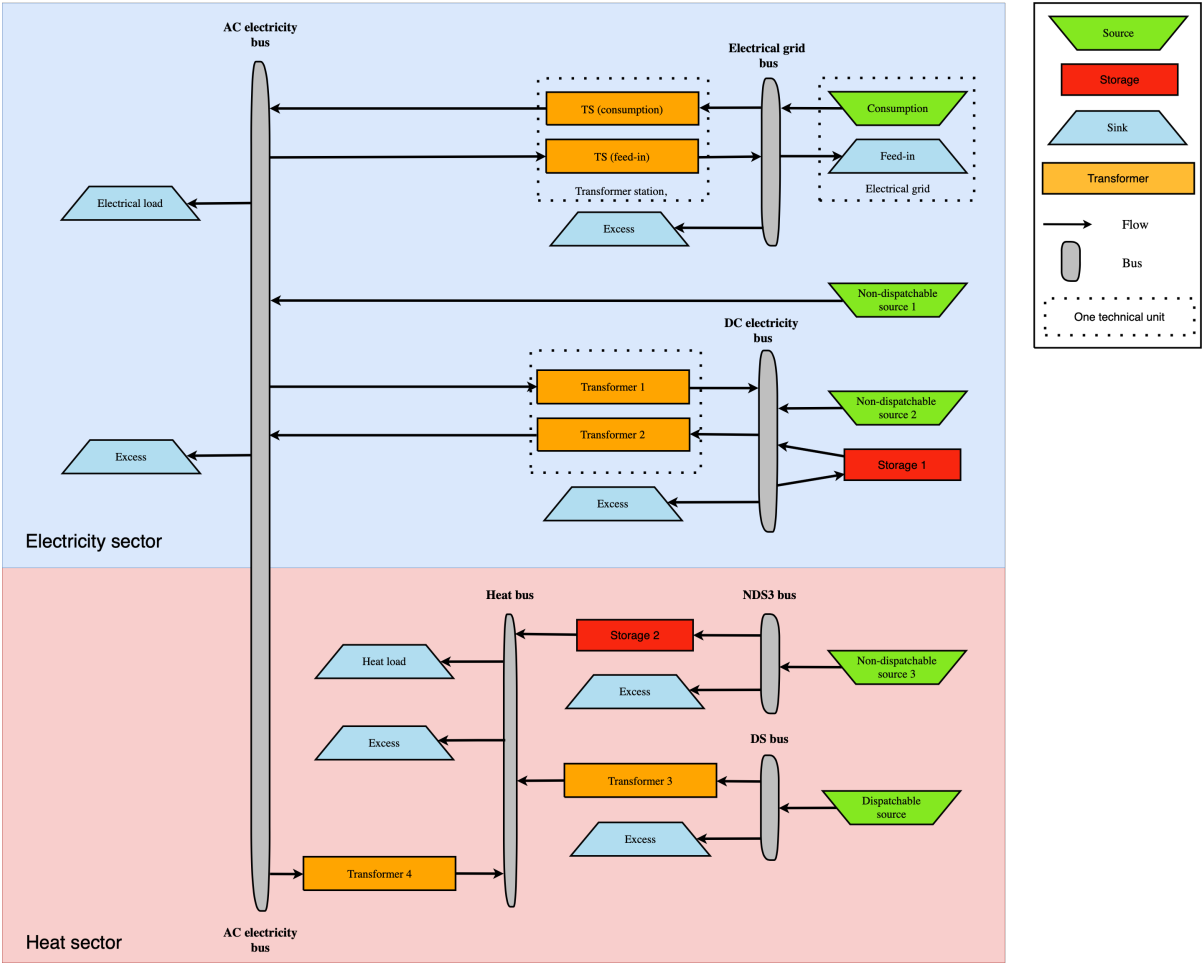 AC electricity
bus
Electrical grid
bus
TS (consumption)
Consumption
TS (feed-in)
Feed-in
Transformer station,
Electrical grid
Electrical load
Excess
Non-dispatchable
source 1
DC electricity
bus
Transformer 1
Non-dispatchable
source 2
Transformer 2
Excess
Storage 1
Excess
Electricity sector
Heat bus
NDS3 bus
Storage 2
Heat load
Non-dispatchable
source 3
Excess
Excess
DS bus
Transformer 3
Dispatchable
source
Excess
Transformer 4
AC electricity
bus
Heat sector
Source
Storage
Sink
Transformer
Flow
Bus
One technical unit